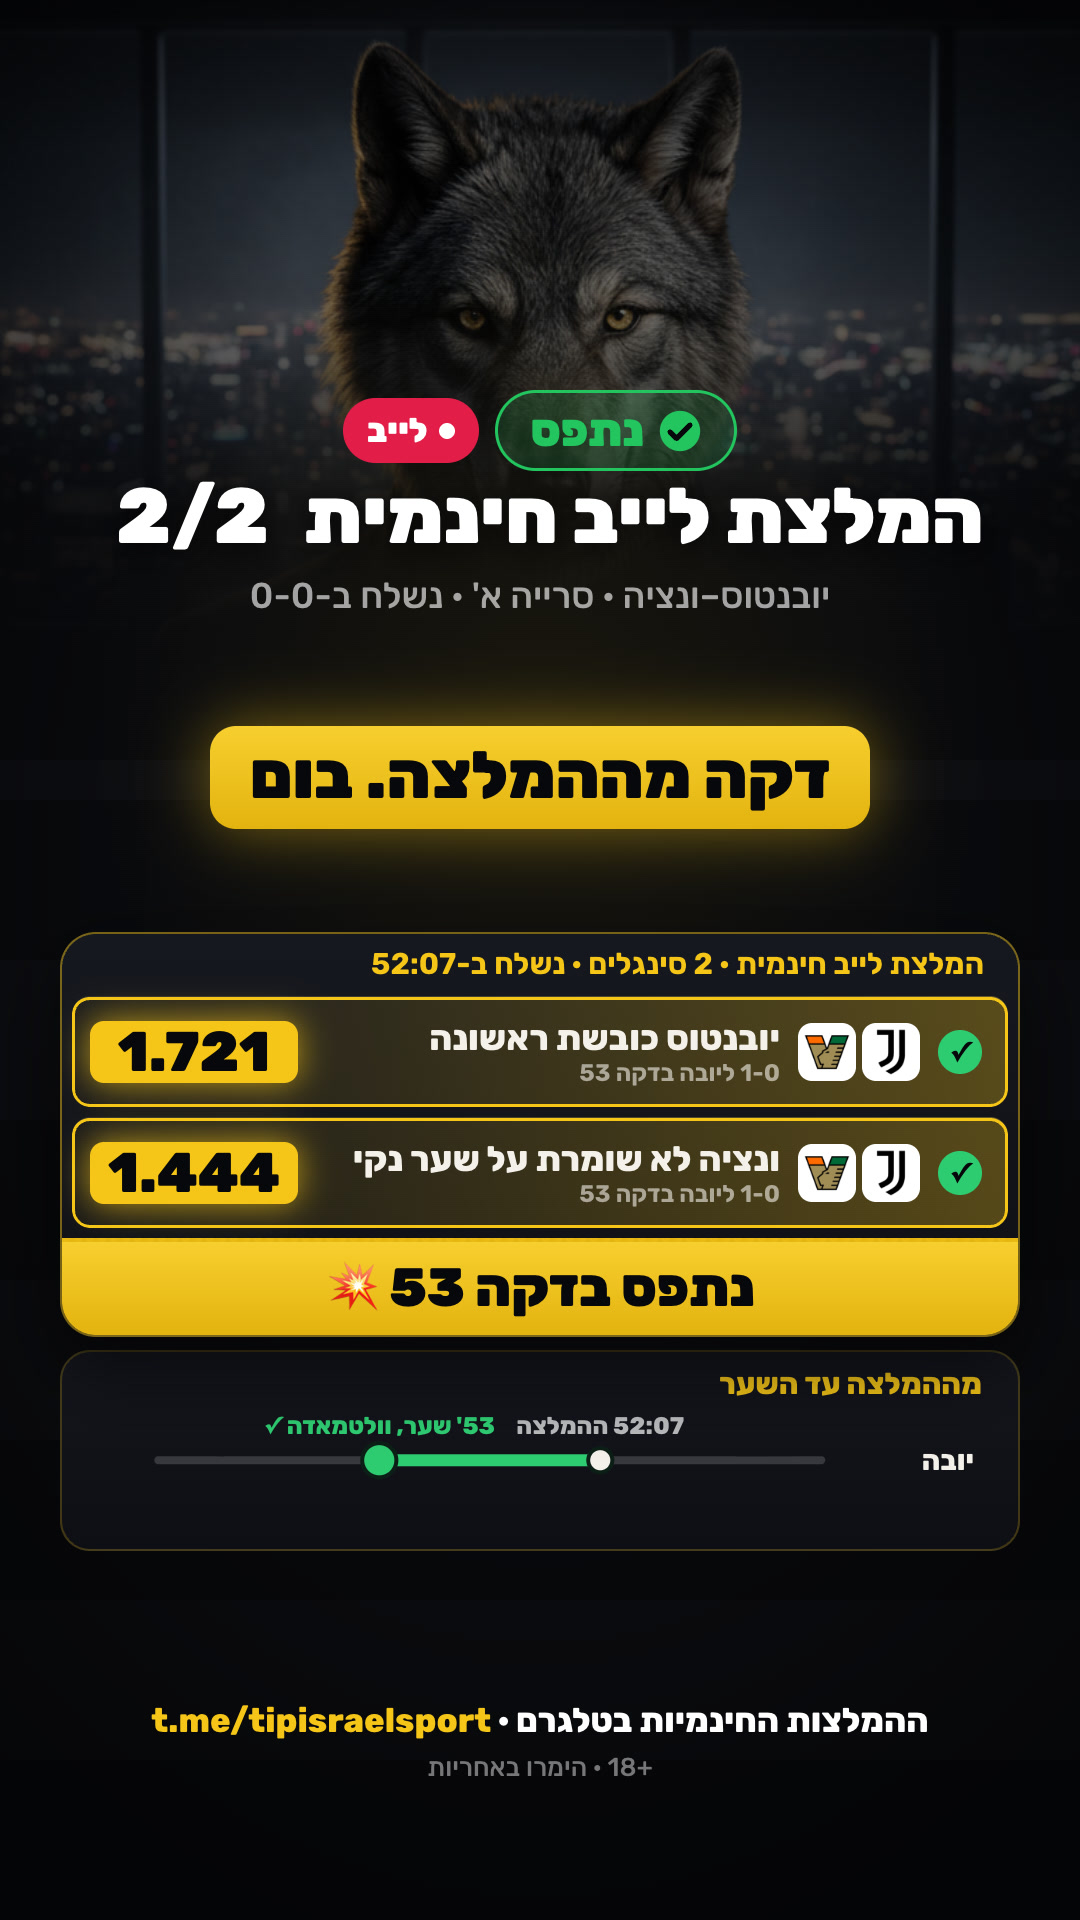 נתפס
לייב
המלצת לייב חינמית 2/2
יובנטוס–ונציה • סרייה א' • נשלח ב-0-0
דקה מההמלצה. בום
המלצת לייב חינמית • 2 סינגלים • נשלח ב-52:07
יובנטוס כובשת ראשונה
1-0 ליובה בדקה 53
1.721
ונציה לא שומרת על שער נקי
1-0 ליובה בדקה 53
1.444
נתפס בדקה 53 💥
מההמלצה עד השער
52:07 ההמלצה
53' שער, וולטמאדה ✓
יובה
ההמלצות החינמיות בטלגרם • t.me/tipisraelsport
18+ • הימרו באחריות